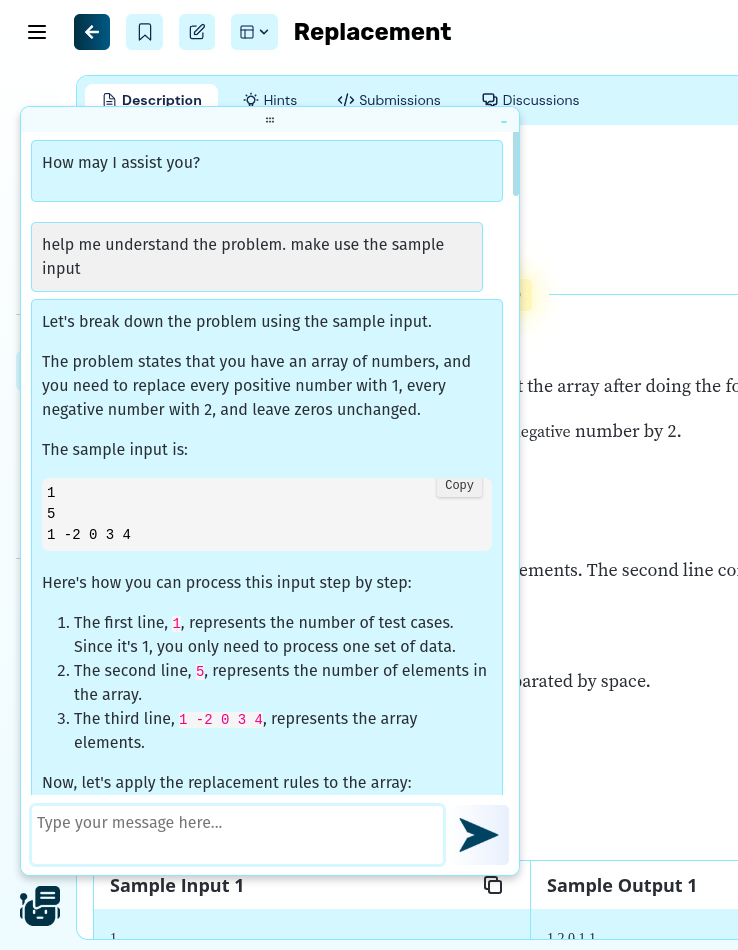 Replacement
Description
Hints
Submissions
Discussions
How may I assist you?
help me understand the problem. make use the sample
input
Let's break down the problem using the sample input.
The problem states that you have an array of numbers, and
you need to replace every positive number with 1, every
negative number with 2, and leave zeros unchanged.
The sample input is:
Copy
1
5
1 -2 0 3 4
Here's how you can process this input step by step:
1. The first line, 1, represents the number of test cases.
Since it's 1, you only need to process one set of data.
2. The second line, 5, represents the number of elements in
the array.
3. The third line, 1 -2 0 3 4, represents the array
elements.
Now, let's apply the replacement rules to the array:
Type your message here...
the array after doing the
number by 2.
The second line
by space.
Sample Input 1
Sample Output 1
1
1 2 0 1 1